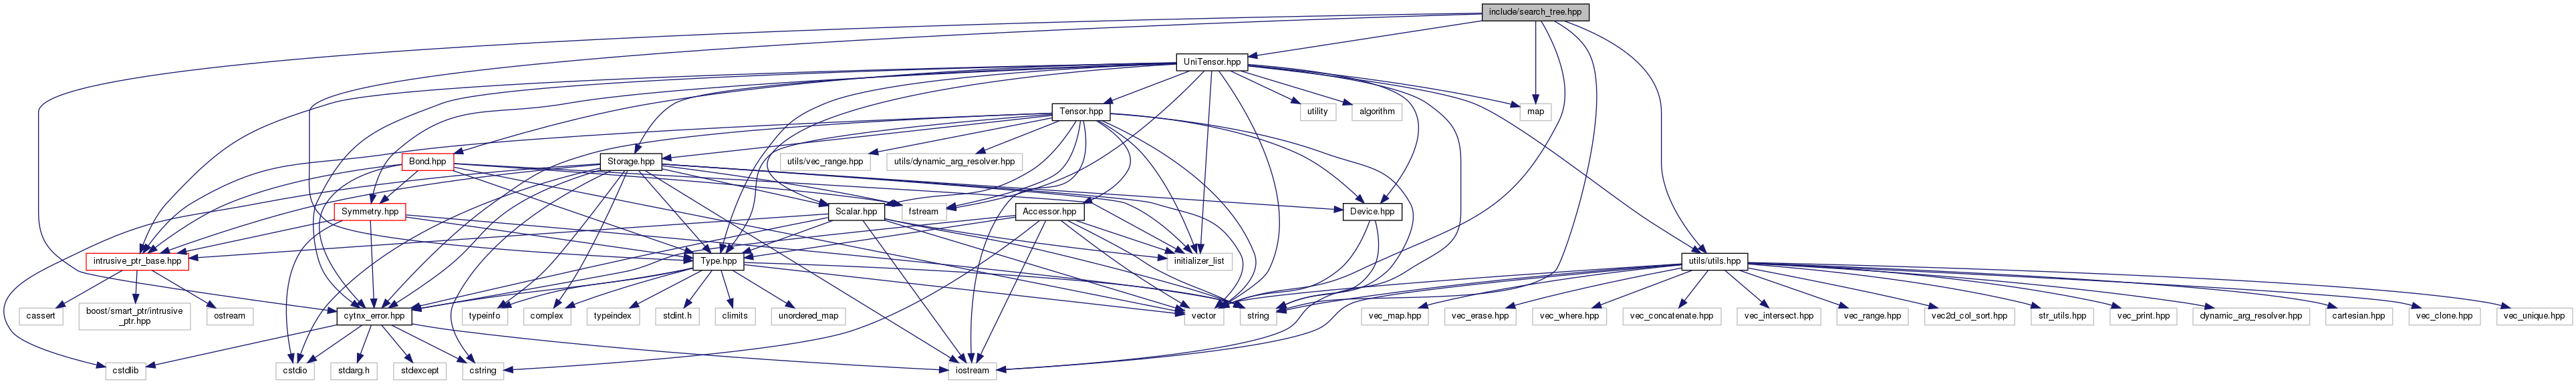 include/search_tree.hpp
UniTensor.hpp
Tensor.hpp
utility
algorithm
map
Bond.hpp
Storage.hpp
utils/vec_range.hpp
utils/dynamic_arg_resolver.hpp
Symmetry.hpp
Scalar.hpp
fstream
Accessor.hpp
Device.hpp
intrusive_ptr_base.hpp
Type.hpp
initializer_list
utils/utils.hpp
cassert
boost/smart_ptr/intrusive
_ptr.hpp
ostream
cytnx_error.hpp
typeinfo
complex
typeindex
stdint.h
climits
unordered_map
vector
string
vec_map.hpp
vec_erase.hpp
vec_where.hpp
vec_concatenate.hpp
vec_intersect.hpp
vec_range.hpp
vec2d_col_sort.hpp
str_utils.hpp
vec_print.hpp
dynamic_arg_resolver.hpp
cartesian.hpp
vec_clone.hpp
vec_unique.hpp
cstdlib
cstdio
stdarg.h
stdexcept
cstring
iostream